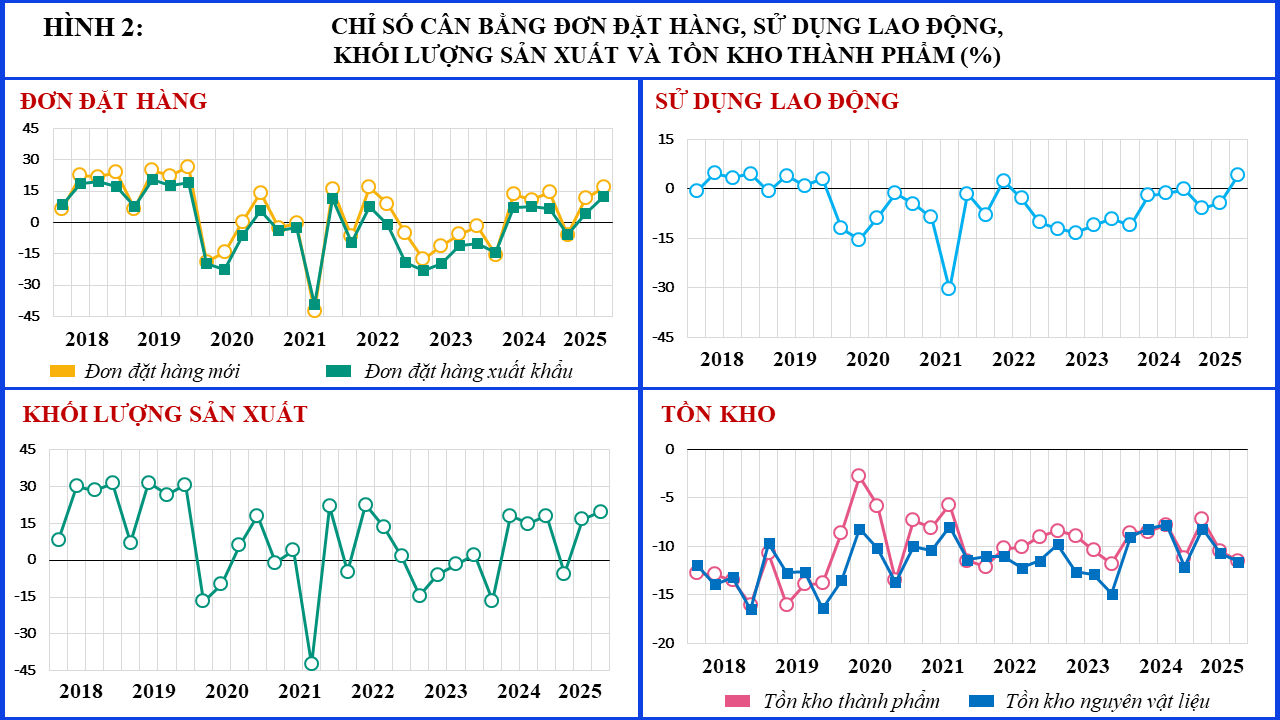 HÌNH 2:
CHỈ SỐ CÂN BẰNG ĐƠN ĐẶT HÀNG, SỬ DỤNG LAO ĐỘNG,
KHỐI LƯỢNG SẢN XUẤT VÀ TỒN KHO THÀNH PHẨM (%)
ĐƠN ĐẶT HÀNG
45
30
15
0
-15
-30
-45
2018 2019 2020 2021 2022 2023 2024 2025
Đơn đặt hàng mới Đơn đặt hàng xuất khẩu
SỬ DỤNG LAO ĐỘNG
15
0
-15
-30
-45
2018 2019 2020 2021 2022 2023 2024 2025
KHỐI LƯỢNG SẢN XUẤT
45
30
15
0
-15
-30
-45
2018 2019 2020 2021 2022 2023 2024 2025
TỒN KHO
0
-5
-10
-15
-20
2018 2019 2020 2021 2022 2023 2024 2025
Tồn kho thành phẩm Tồn kho nguyên vật liệu